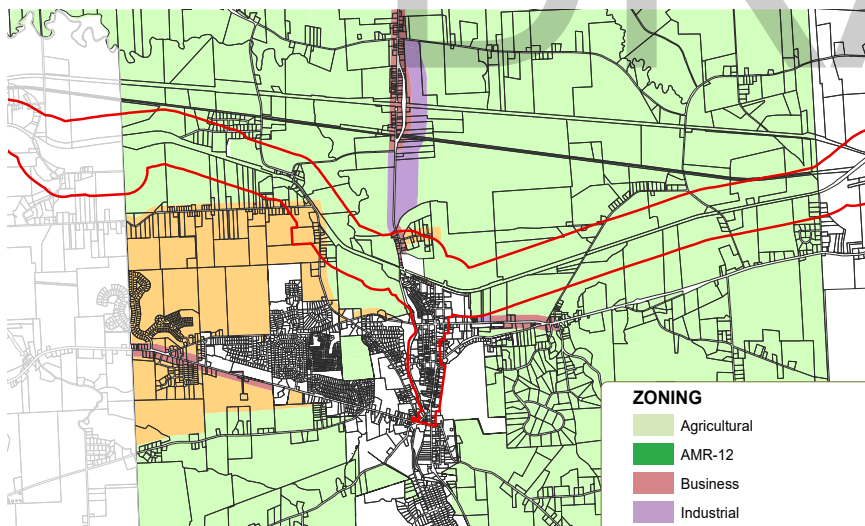 ZONING
Agricultural
AMR-12
Business
Industrial